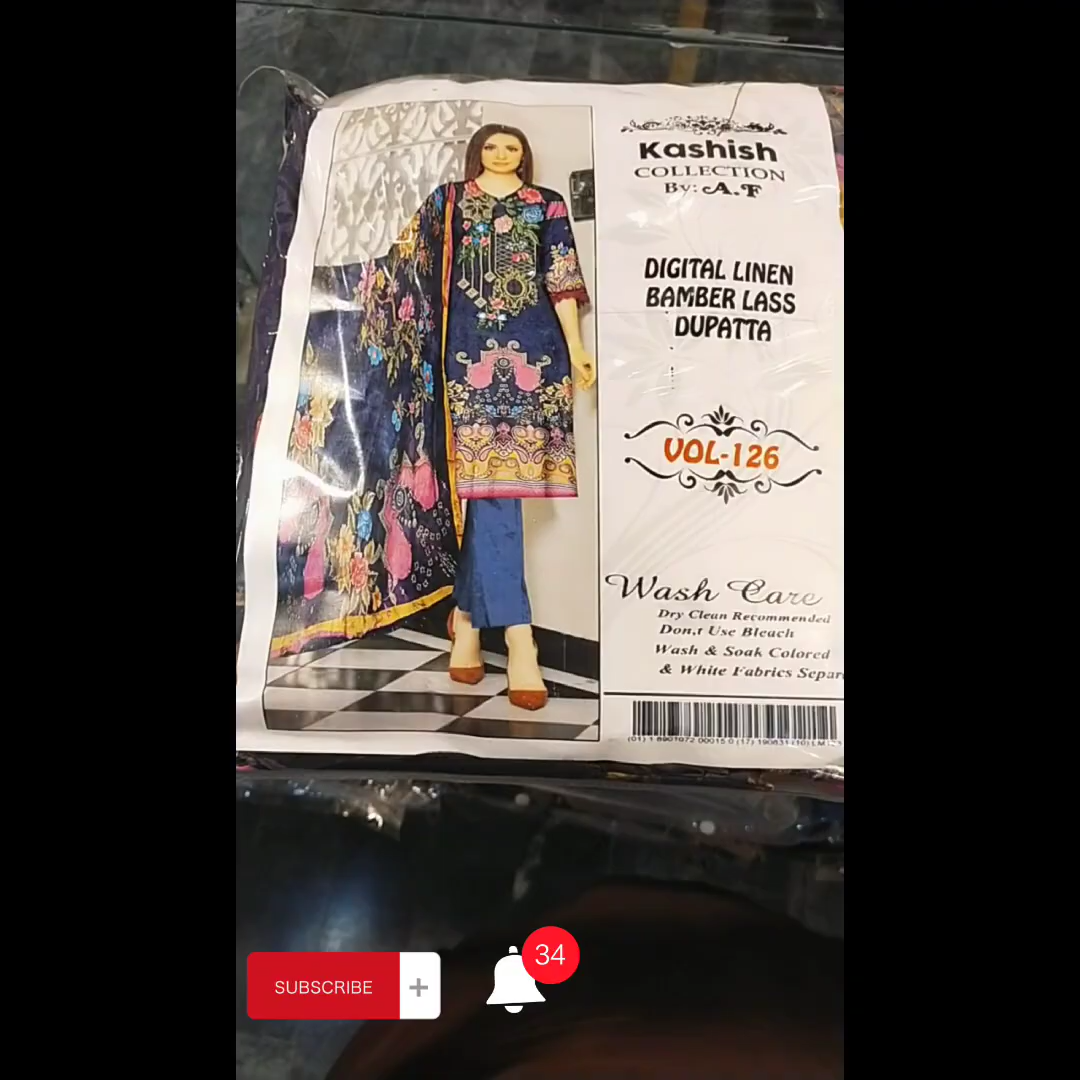 Kashish
COLLECTION
By: A.F
DIGITAL LINEN
BAMBER LASS
DUPATTA
VOL-126
Wash Care
Dry Clean Recommended
Don,t Use Bleach
Wash & Soak Colored
& White Fabrics Separ
SUBSCRIBE +
34